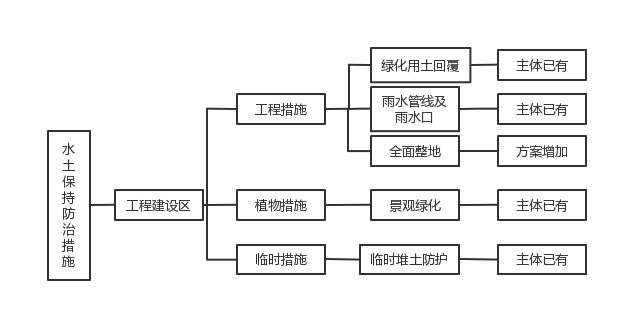 水土保持防治措施
工程建设区
工程措施
绿化用土回覆
主体已有
雨水管线及
雨水口
主体已有
全面整地
方案增加
植物措施
景观绿化
主体已有
临时措施
临时堆土防护
主体已有